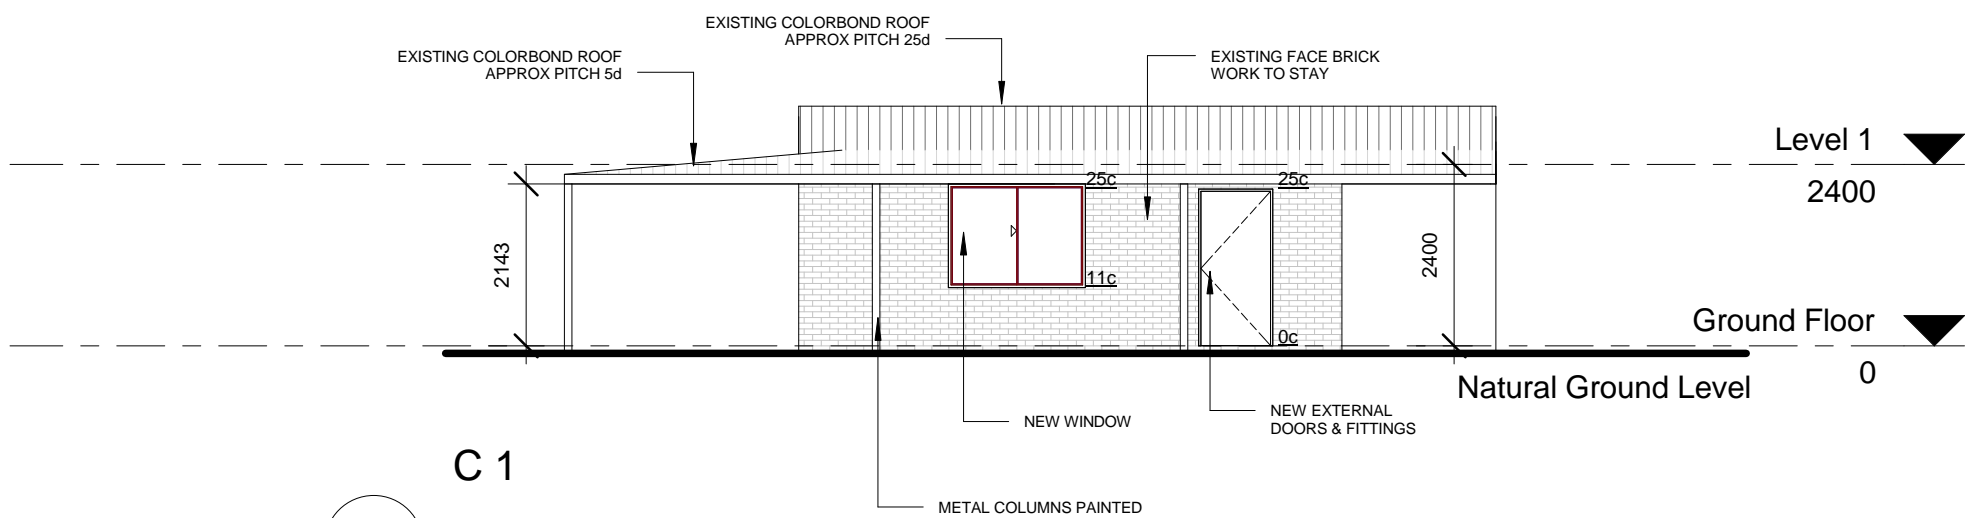 EXISTING COLORBOND ROOF
APPROX PITCH 25d
EXISTING COLORBOND ROOF
APPROX PITCH 5d
EXISTING FACE BRICK
WORK TO STAY
Level 1
2400
25c
25c
2143
2400
11c
0c
Ground Floor
0
Natural Ground Level
NEW WINDOW
NEW EXTERNAL
DOORS & FITTINGS
C 1
METAL COLUMNS PAINTED